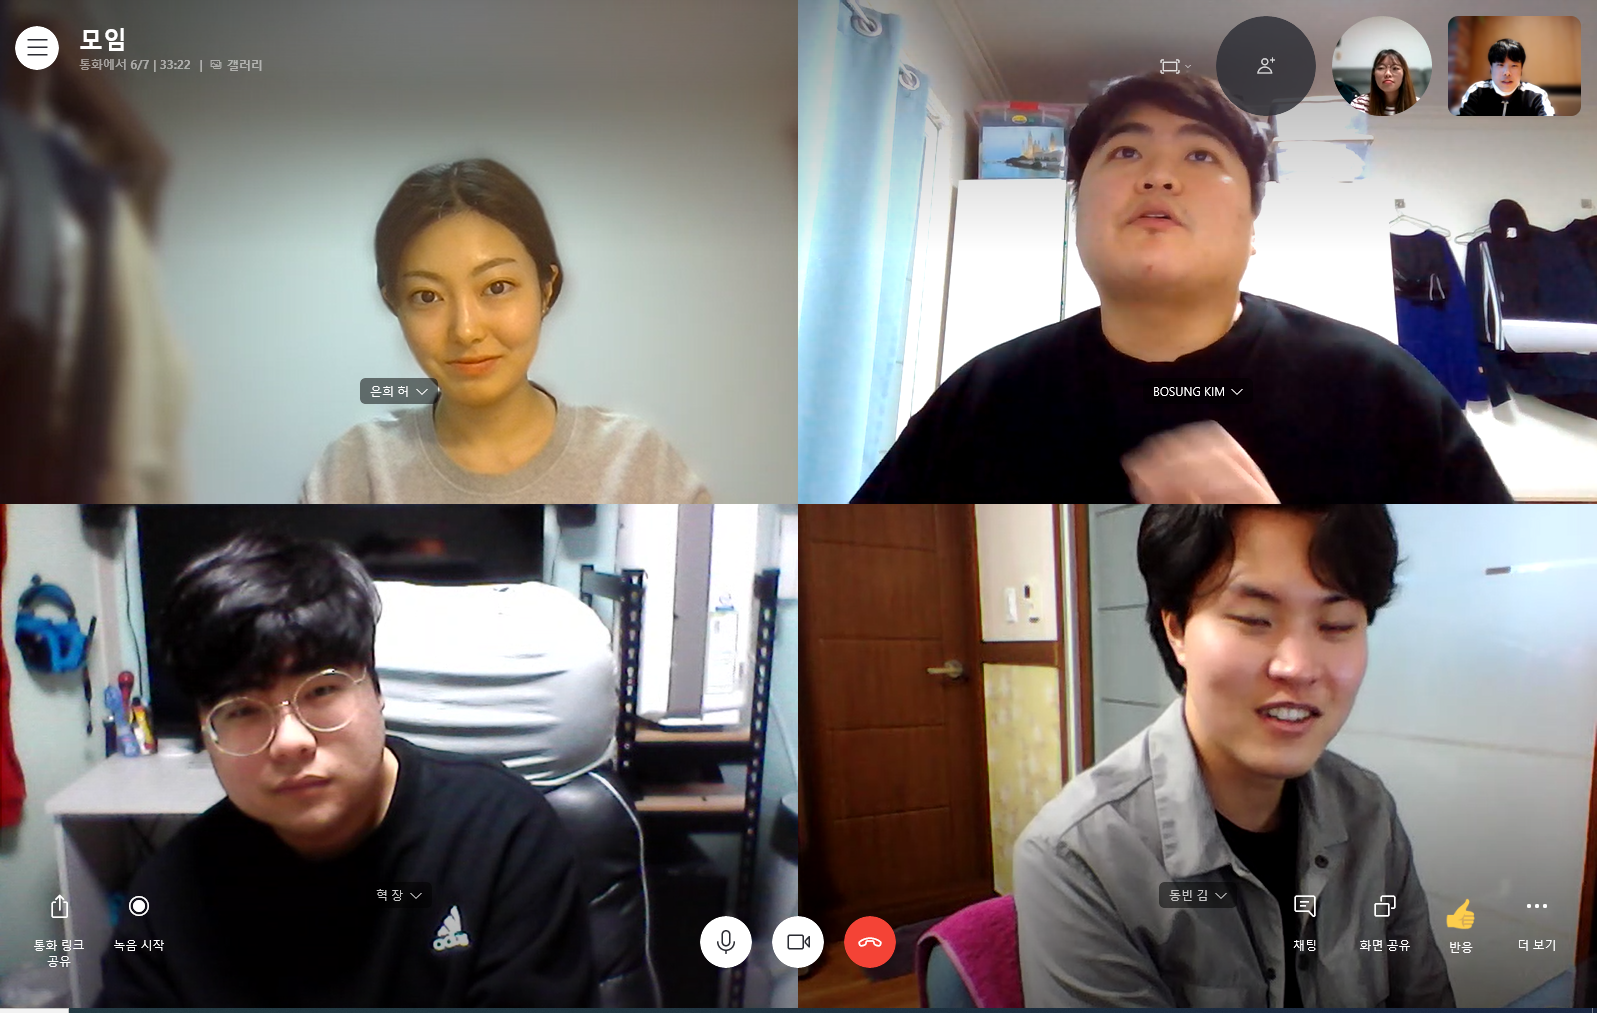 모임
통화에서 6/7 | 33:22 | 갤러리
은희 허
BOSUNG KIM
혁 장
동빈 김
adidas
통화 링크
공유
녹음 시작
채팅
화면 공유
반응
더 보기